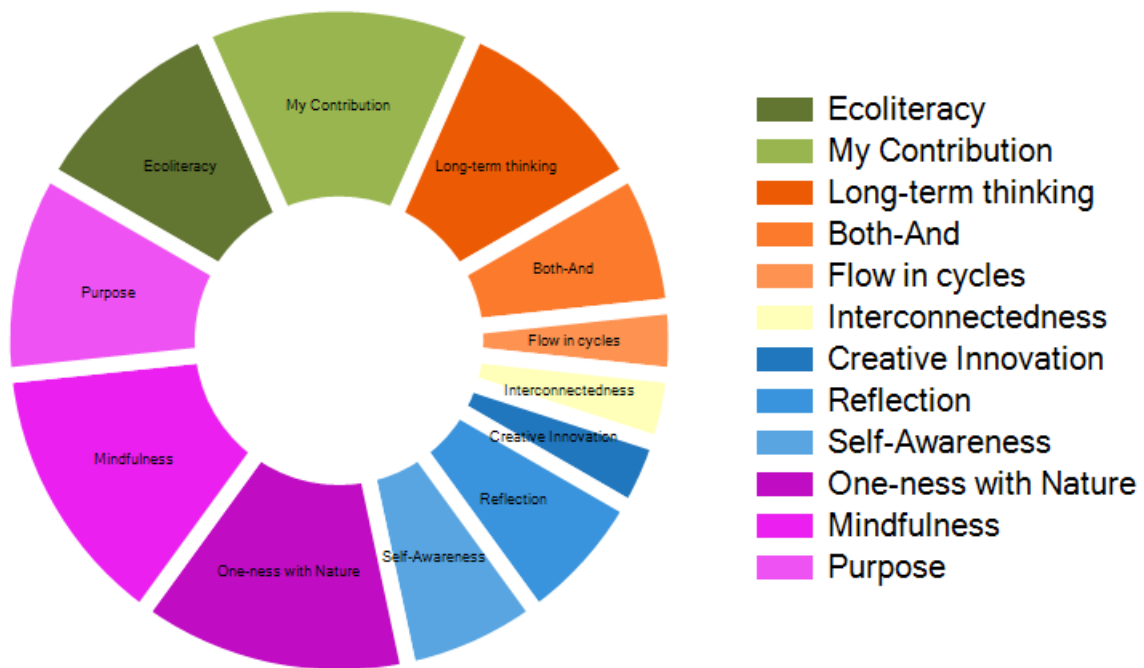 My Contribution
Ecoliteracy
Long-term thinking
Both-And
Purpose
Flow in cycles
Interconnectedness
Creative Innovation
Mindfulness
Reflection
Self-Awareness
One-ness with Nature
Ecoliteracy
My Contribution
Long-term thinking
Both-And
Flow in cycles
Interconnectedness
Creative Innovation
Reflection
Self-Awareness
One-ness with Nature
Mindfulness
Purpose